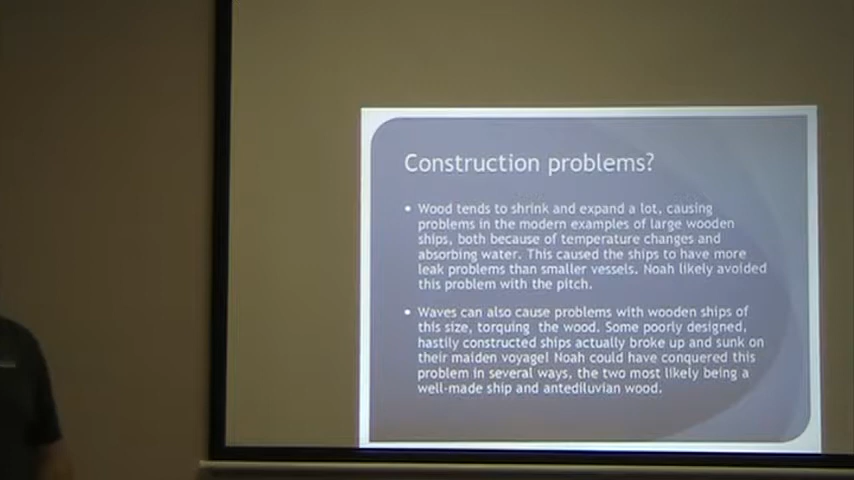 Construction problems?
• Wood tends to shrink and expand a lot, causing
problems in the modern examples of large wooden
ships, both because of temperature changes and
absorbing water. This caused the ships to have more
leak problems than smaller vessels. Noah likely avoided
this problem with the pitch.
• Waves can also cause problems with wooden ships of
this size, torquing the wood. Some poorly designed,
hastily constructed ships actually broke up and sunk on
their maiden voyage! Noah could have conquered this
problem in several ways, the two most likely being a
well-made ship and antediluvian wood.